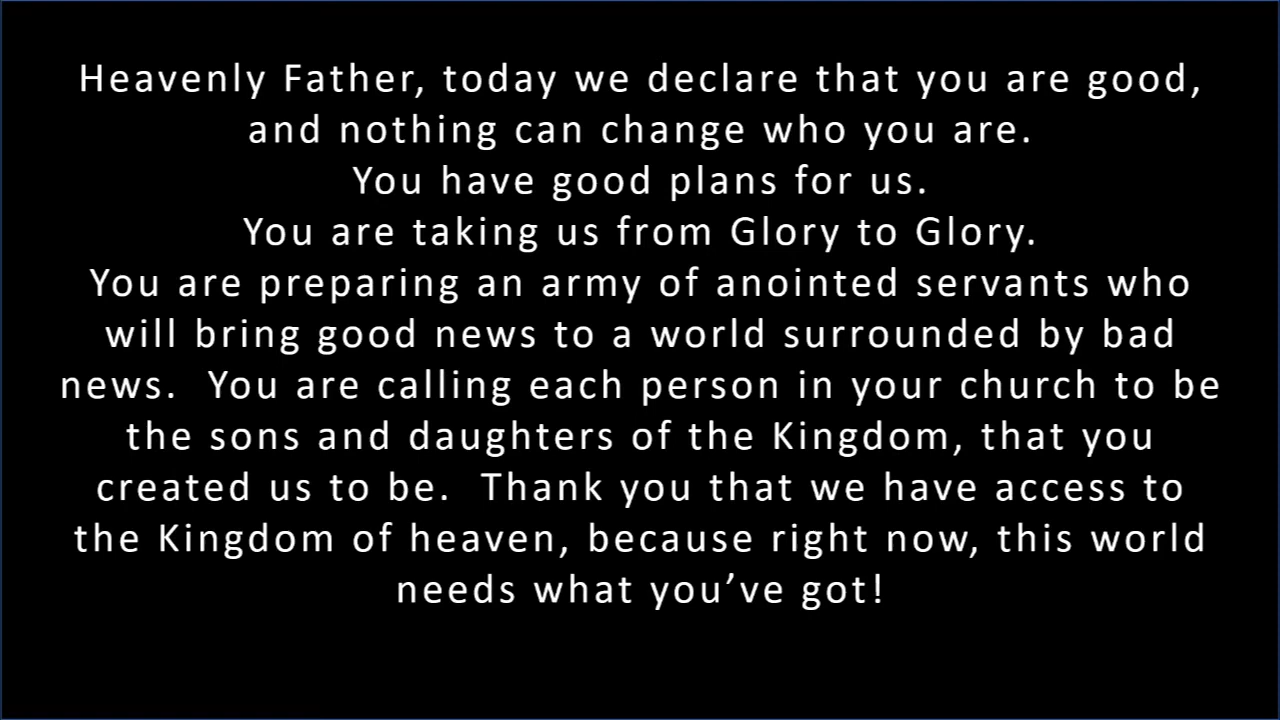 Heavenly Father, today we declare that you are good,
and nothing can change who you are.
You have good plans for us.
You are taking us from Glory to Glory.
You are preparing an army of anointed servants who
will bring good news to a world surrounded by bad
news.  You are calling each person in your church to be
the sons and daughters of the Kingdom, that you
created us to be.  Thank you that we have access to
the Kingdom of heaven, because right now, this world
needs what you’ve got!